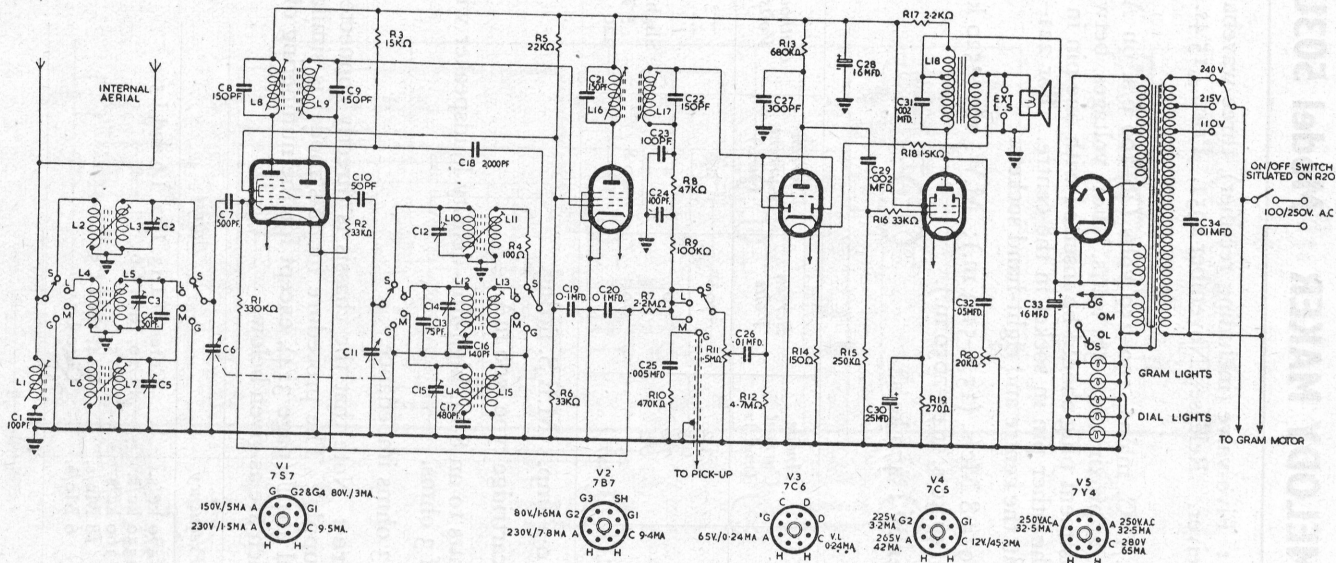 INTERNAL
AERIAL
C8
150PF
L8
L9
C9
150PF
R3
15KΩ
R5
22KΩ
C21
150PF.
L16
L17
C22
150PF
C23
100PF.
C24
100PF.
R8
47KΩ
R9
100KΩ
R13
680KΩ
C27
300PF
C28
16 MFD.
R17 2·2KΩ
L18
C31
·002
MFD.
EXT
L.S
R18 1·5KΩ
C29
·002
MFD
R16 33KΩ
240V
215V
110V
ON/OFF SWITCH
SITUATED ON R20
100/250V. A.C
C34
·01MFD
C7
500PF.
C10
50PF
R2
33KΩ
C18
2,000PF.
L2
L3
C2
L4
L5
C3
C4
50PF.
L6
L7
C5
L1
C1
100PF.
S
L
M
G
S
L
M
G
C6
R1
330KΩ
C11
C12
L10
L11
R4
100Ω
S
L
M
G
L12
L13
C14
C13
75PF.
C16
140PF
C15
L14
L15
C17
480PF.
S
L
M
G
C19
0·1MFD.
C20
0·1MFD.
R6
33KΩ
R7
2·2MΩ
S
L
M
G
C25
·005MFD
R10
470KΩ
R11
·5MΩ
C26
·01MFD.
R12
4·7MΩ
R14
150Ω
R15
250KΩ
C30
25MFD
R19
270Ω
C32
·05MFD.
R20
20KΩ
C33
16MFD
G
M
L
S
GRAM LIGHTS
DIAL LIGHTS
TO GRAM MOTOR
TO PICK-UP
V1
7S7
G G2&G4 80V./3MA.
150V./5MA A G1
230V/1·5MA A C 9·5MA.
H H
V2
7B7
G3 SH
80V./1·6MA G2 G1
230V./7·8MA A C 9·4MA
H H
V3
7C6
C D
G D
65V./0·24MA A C V.L
0·24MA
H H
V4
7C5
225V
3·2MA G2 G1
265V
42MA. A C 12V/45·2MA
H H
V5
7Y4
250VAC
32·5MA A A 250V.A.C
32·5MA
C 280V
65MA.
H H